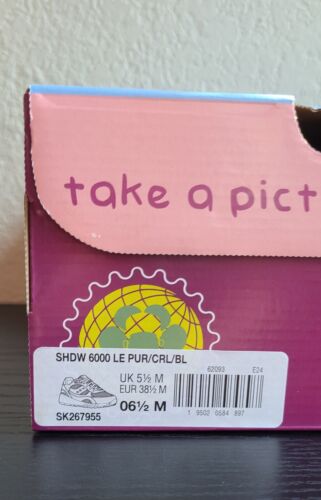 take a pict
SHDW 6000 LE PUR/CRL/BL
UK 5½ M
EUR 38½ M
06½ M
SK267955
62093 E24
1 9502 0584 897